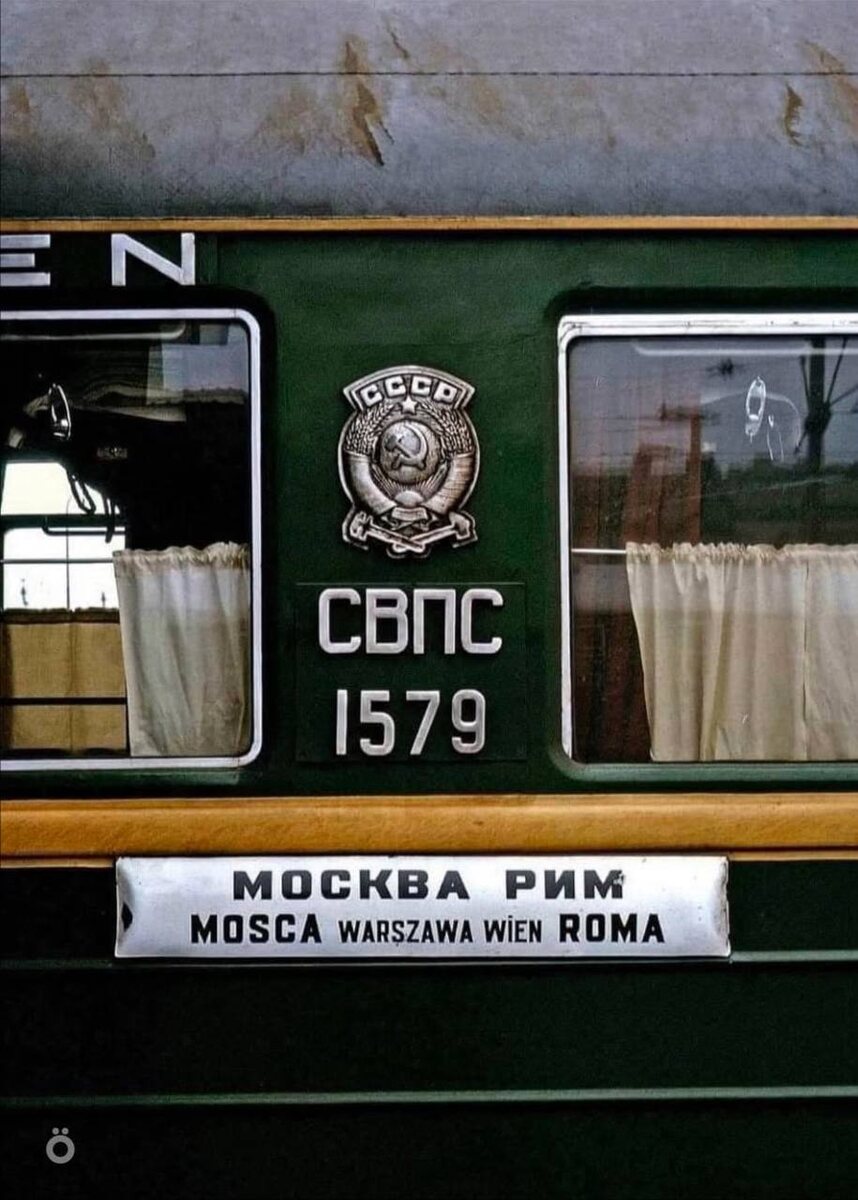 EN
СССР
СВПС
1579
МОСКВА РИМ
MOSCA WARSZAWA WIEN ROMA
Ö